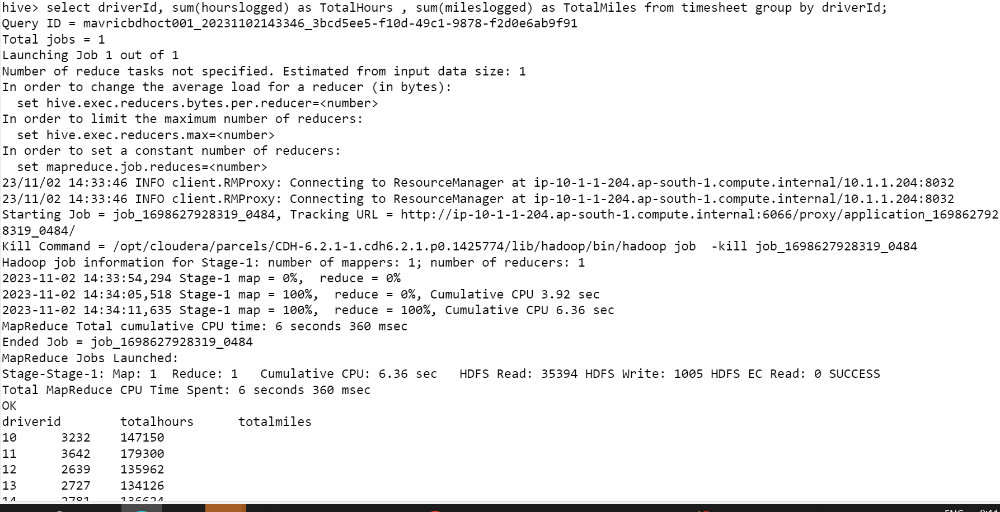 hive> select driverId, sum(hourslogged) as TotalHours , sum(mileslogged) as TotalMiles from timesheet group by driverId;
Query ID = mavricbdhoct001_20231102143346_3bcd5ee5-f10d-49c1-9878-f2d0e6ab9f91
Total jobs = 1
Launching Job 1 out of 1
Number of reduce tasks not specified. Estimated from input data size: 1
In order to change the average load for a reducer (in bytes):
  set hive.exec.reducers.bytes.per.reducer=<number>
In order to limit the maximum number of reducers:
  set hive.exec.reducers.max=<number>
In order to set a constant number of reducers:
  set mapreduce.job.reduces=<number>
23/11/02 14:33:46 INFO client.RMProxy: Connecting to ResourceManager at ip-10-1-1-204.ap-south-1.compute.internal/10.1.1.204:8032
23/11/02 14:33:46 INFO client.RMProxy: Connecting to ResourceManager at ip-10-1-1-204.ap-south-1.compute.internal/10.1.1.204:8032
Starting Job = job_1698627928319_0484, Tracking URL = http://ip-10-1-1-204.ap-south-1.compute.internal:6066/proxy/application_169862792
8319_0484/
Kill Command = /opt/cloudera/parcels/CDH-6.2.1-1.cdh6.2.1.p0.1425774/lib/hadoop/bin/hadoop job  -kill job_1698627928319_0484
Hadoop job information for Stage-1: number of mappers: 1; number of reducers: 1
2023-11-02 14:33:54,294 Stage-1 map = 0%,  reduce = 0%
2023-11-02 14:34:05,518 Stage-1 map = 100%,  reduce = 0%, Cumulative CPU 3.92 sec
2023-11-02 14:34:11,635 Stage-1 map = 100%,  reduce = 100%, Cumulative CPU 6.36 sec
MapReduce Total cumulative CPU time: 6 seconds 360 msec
Ended Job = job_1698627928319_0484
MapReduce Jobs Launched:
Stage-Stage-1: Map: 1  Reduce: 1   Cumulative CPU: 6.36 sec   HDFS Read: 35394 HDFS Write: 1005 HDFS EC Read: 0 SUCCESS
Total MapReduce CPU Time Spent: 6 seconds 360 msec
OK
driverid        totalhours      totalmiles
10      3232    147150
11      3642    179300
12      2639    135962
13      2727    134126
14      2781    136624